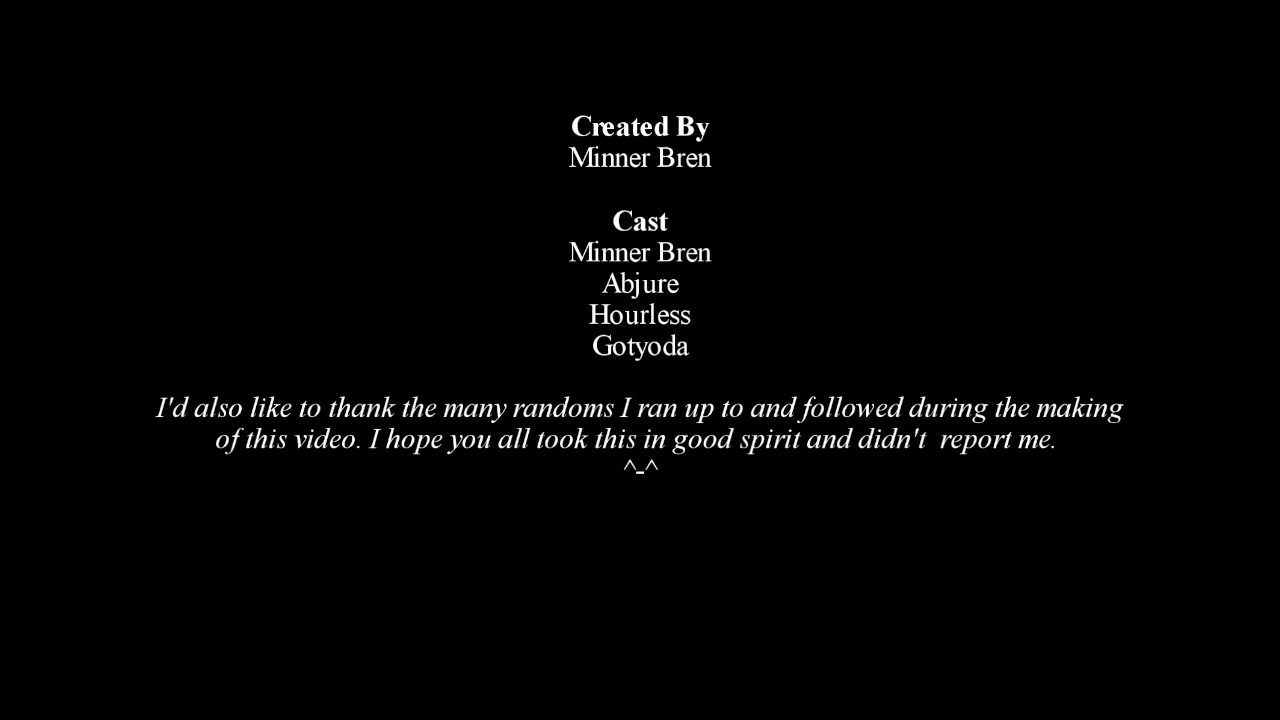 Created By
Minner Bren
Cast
Minner Bren
Abjure
Hourless
Gotyoda
I'd also like to thank the many randoms I ran up to and followed during the making
of this video. I hope you all took this in good spirit and didn't  report me.
^-^